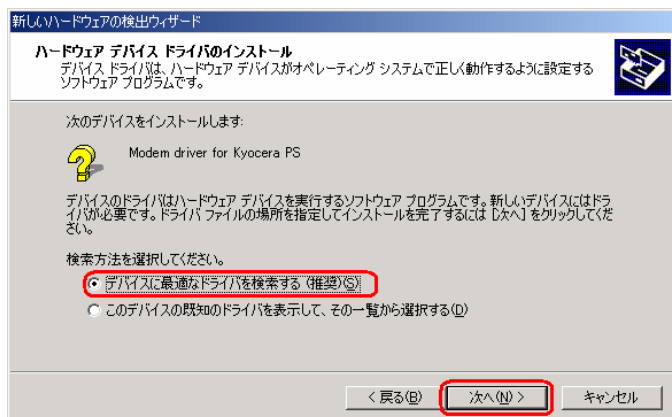 新しいハードウェアの検出ウィザード
ハードウェア デバイス ドライバのインストール
デバイス ドライバは、ハードウェア デバイスがオペレーティング システムで正しく動作するように設定する
ソフトウェア プログラムです。
次のデバイスをインストールします:
Modem driver for Kyocera PS
デバイスのドライバはハードウェア デバイスを実行するソフトウェア プログラムです。新しいデバイスにはドラ
イバが必要です。ドライバ ファイルの場所を指定してインストールを完了するには [次へ] をクリックしてくだ
さい。
検索方法を選択してください。
デバイスに最適なドライバを検索する (推奨)(S)
このデバイスの既知のドライバを表示して、その一覧から選択する(D)
< 戻る(B)
次へ(N) >
キャンセル